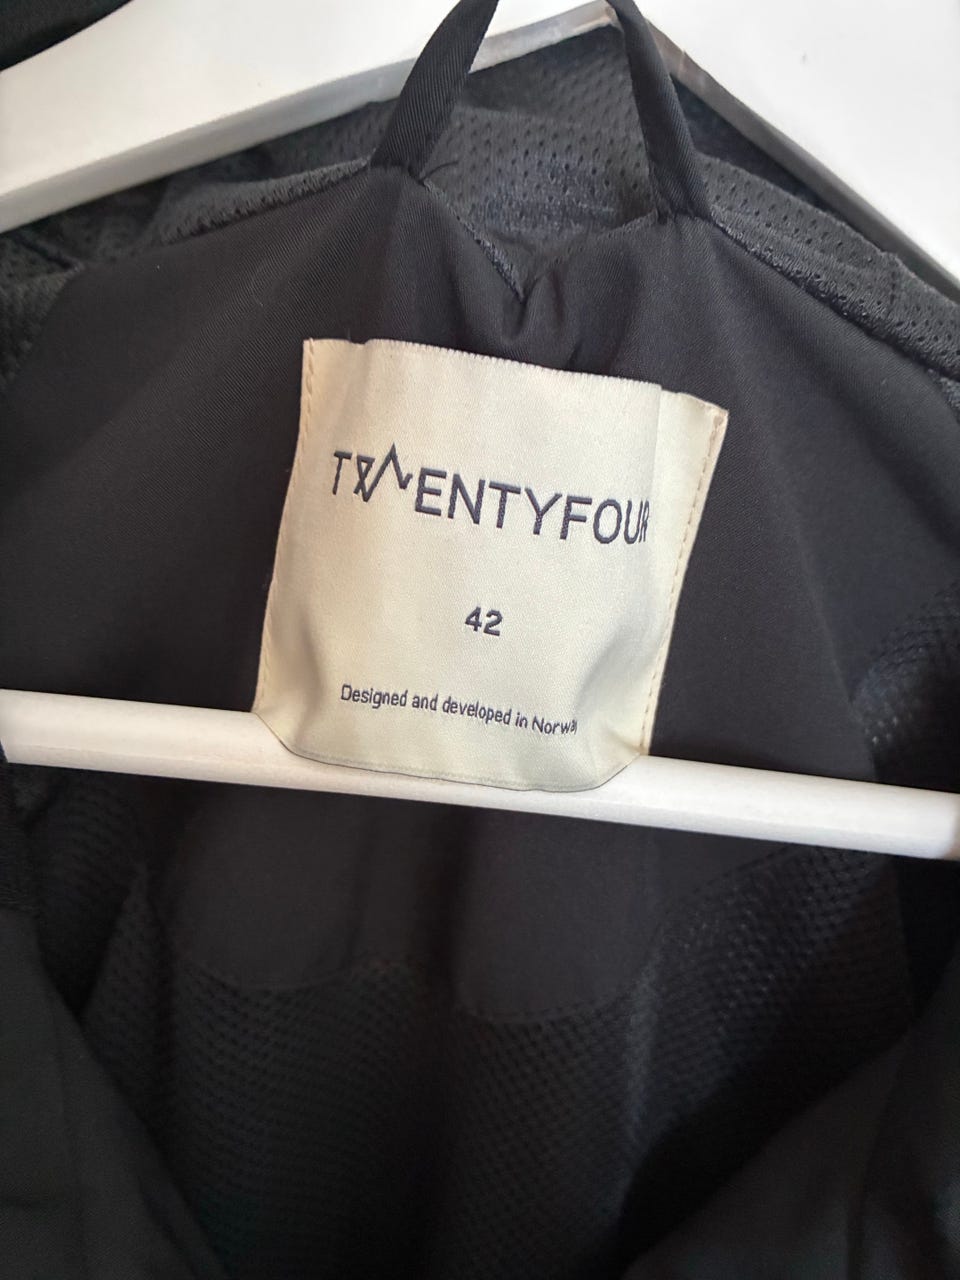 TWENTYFOUR
42
Designed and developed in Norway